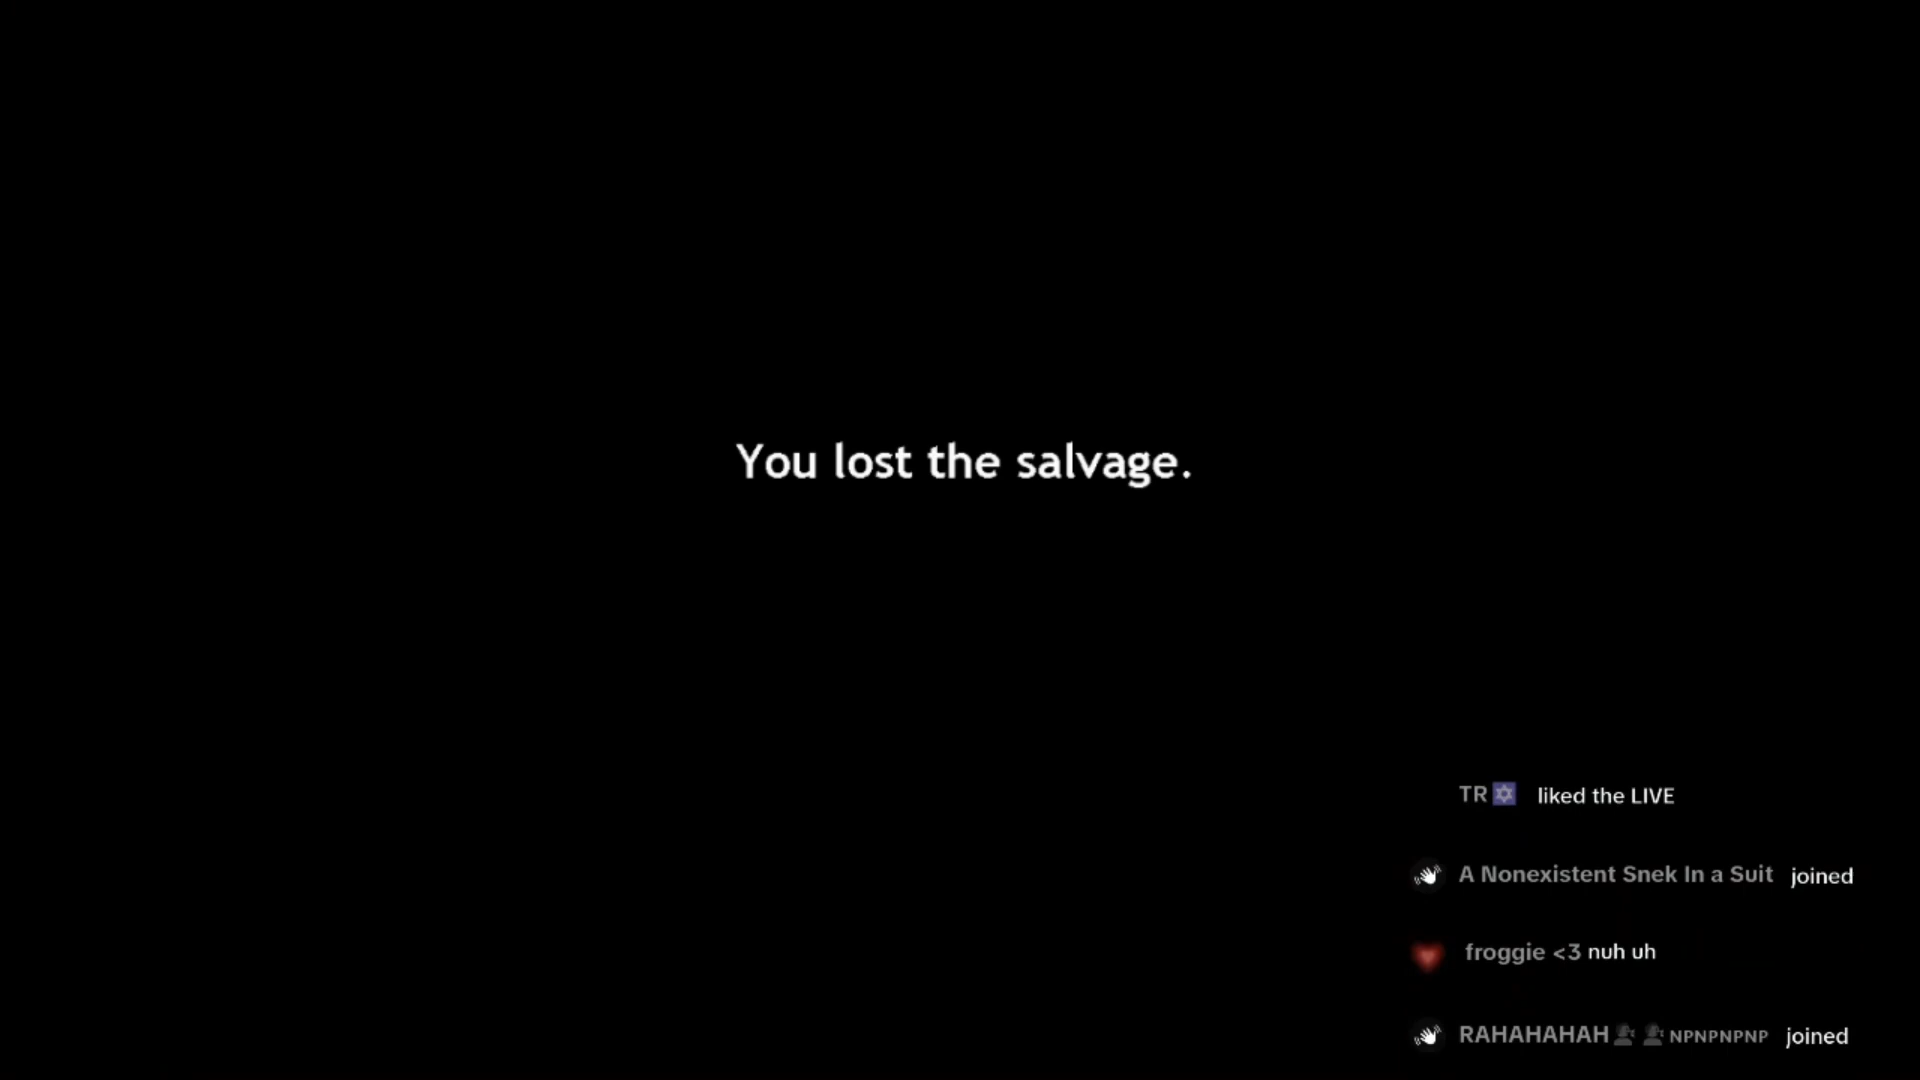 You lost the salvage.
TR🔯 liked the LIVE
A Nonexistent Snek In a Suit joined
froggie <3 nuh uh
RAHAHAHAH👥 👥 NPNPNPNP joined